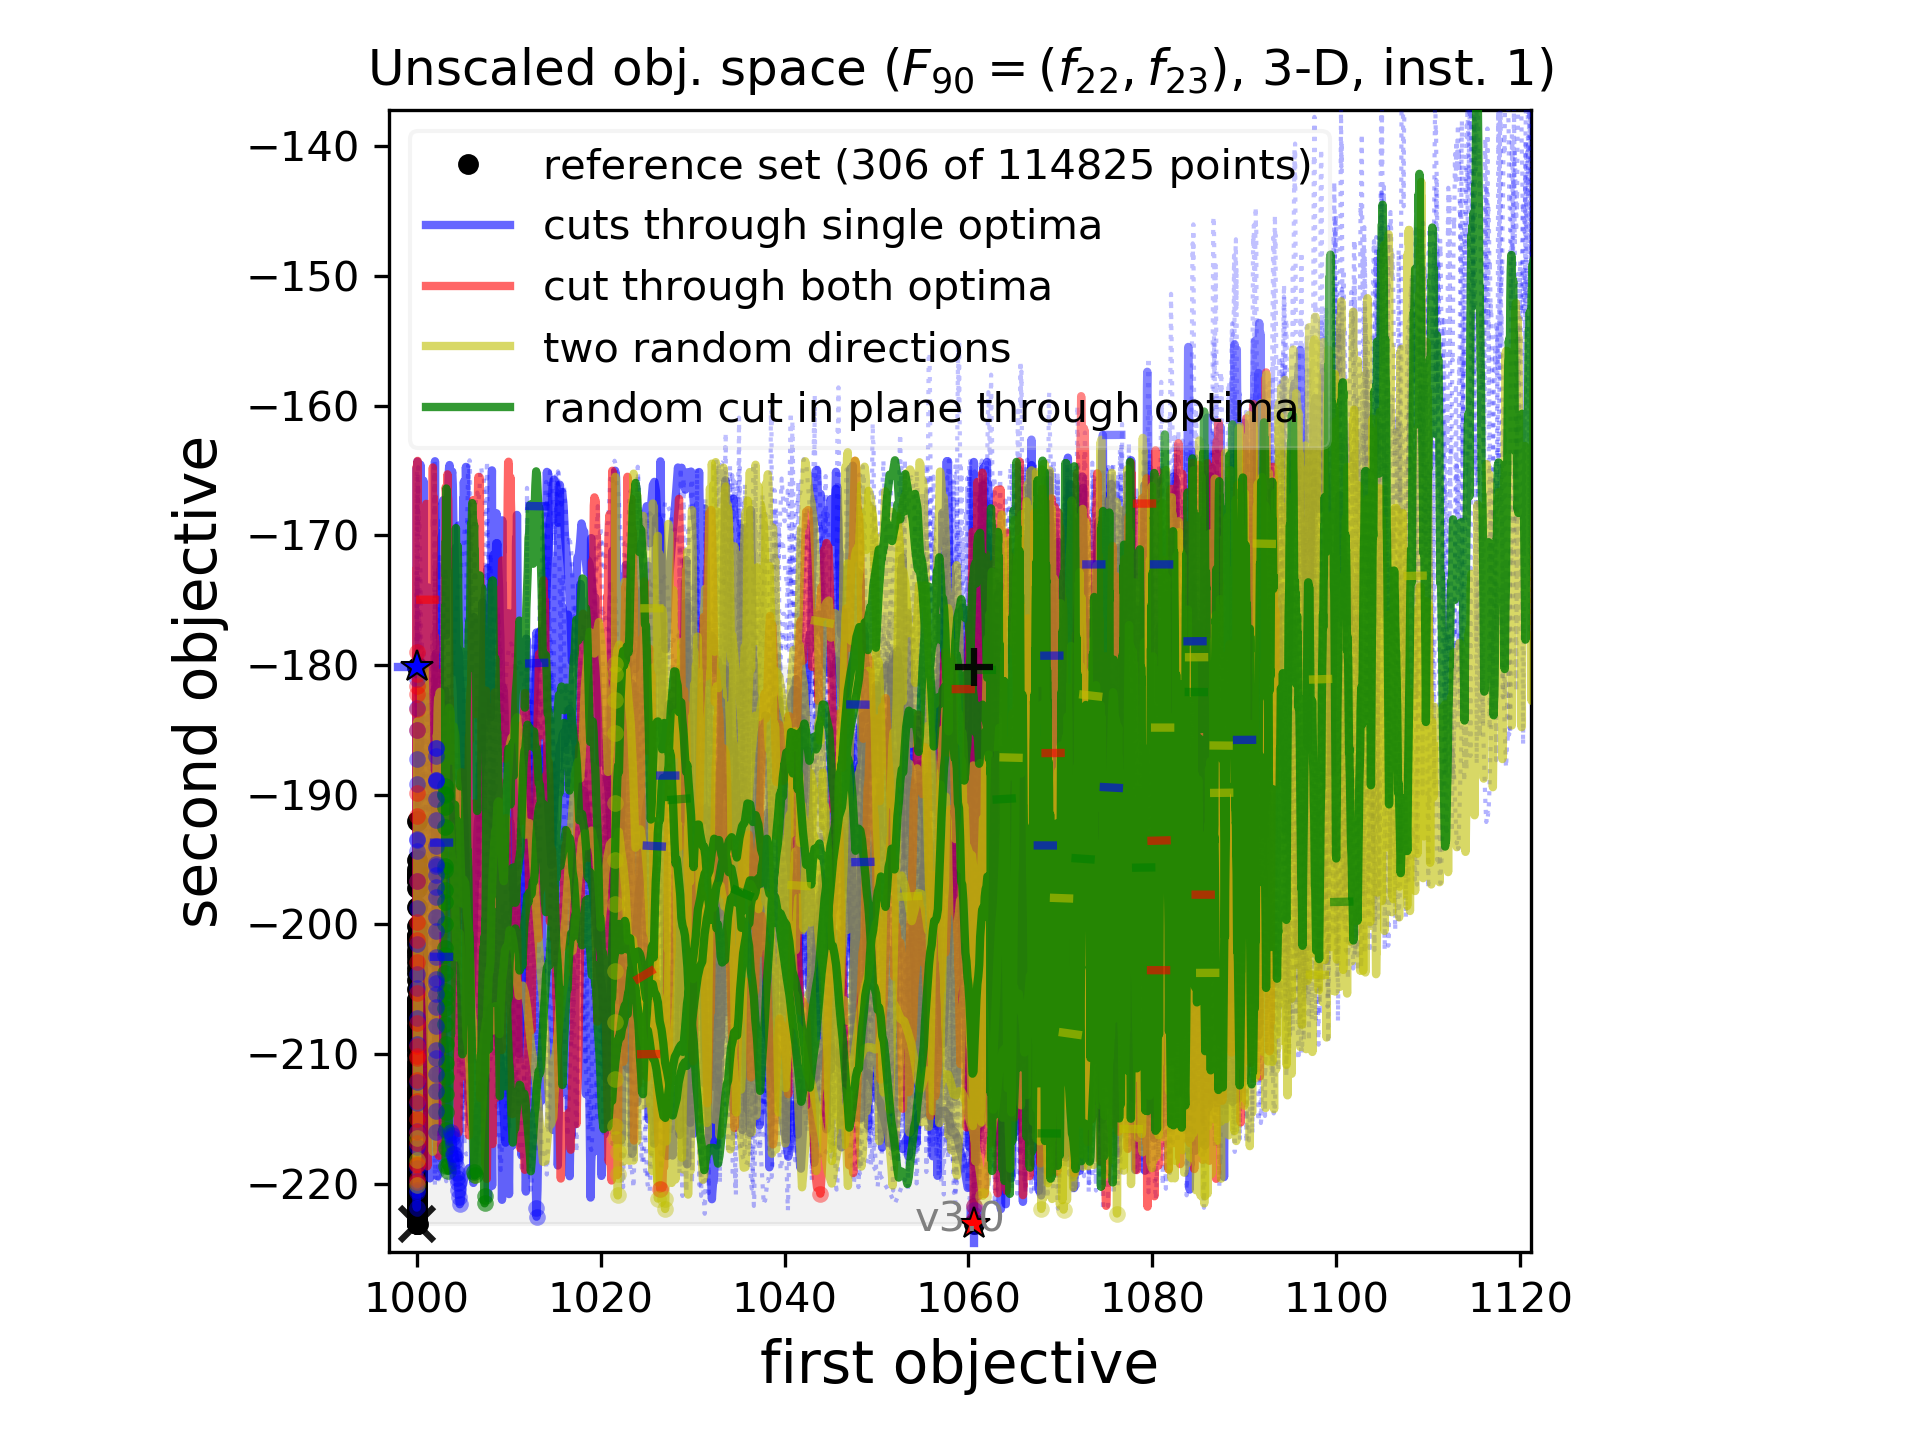 Unscaled obj. space (F₉₀ = (f₂₂, f₂₃), 3-D, inst. 1)
reference set (306 of 114825 points)
cuts through single optima
cut through both optima
two random directions
random cut in plane through optima
second objective
−140
−150
−160
−170
−180
−190
−200
−210
−220
1000 1020 1040 1060 1080 1100 1120
first objective